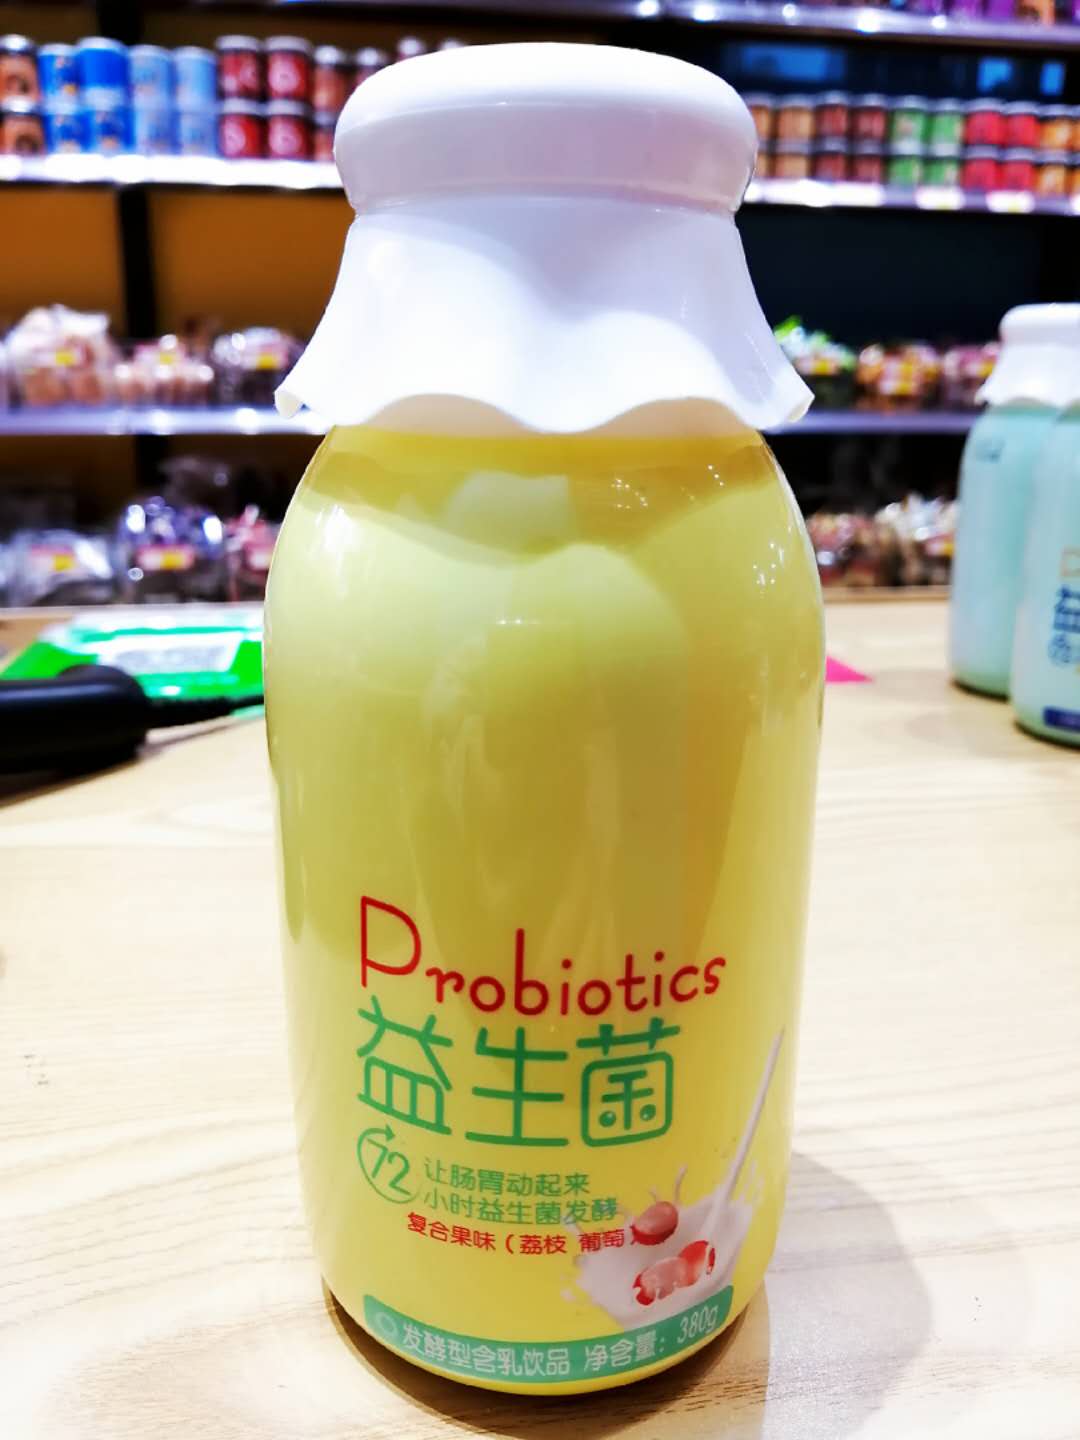 Probiotics
益生菌
72 让肠胃动起来
小时益生菌发酵
复合果味（荔枝 葡萄）
发酵型含乳饮品 净含量：380g